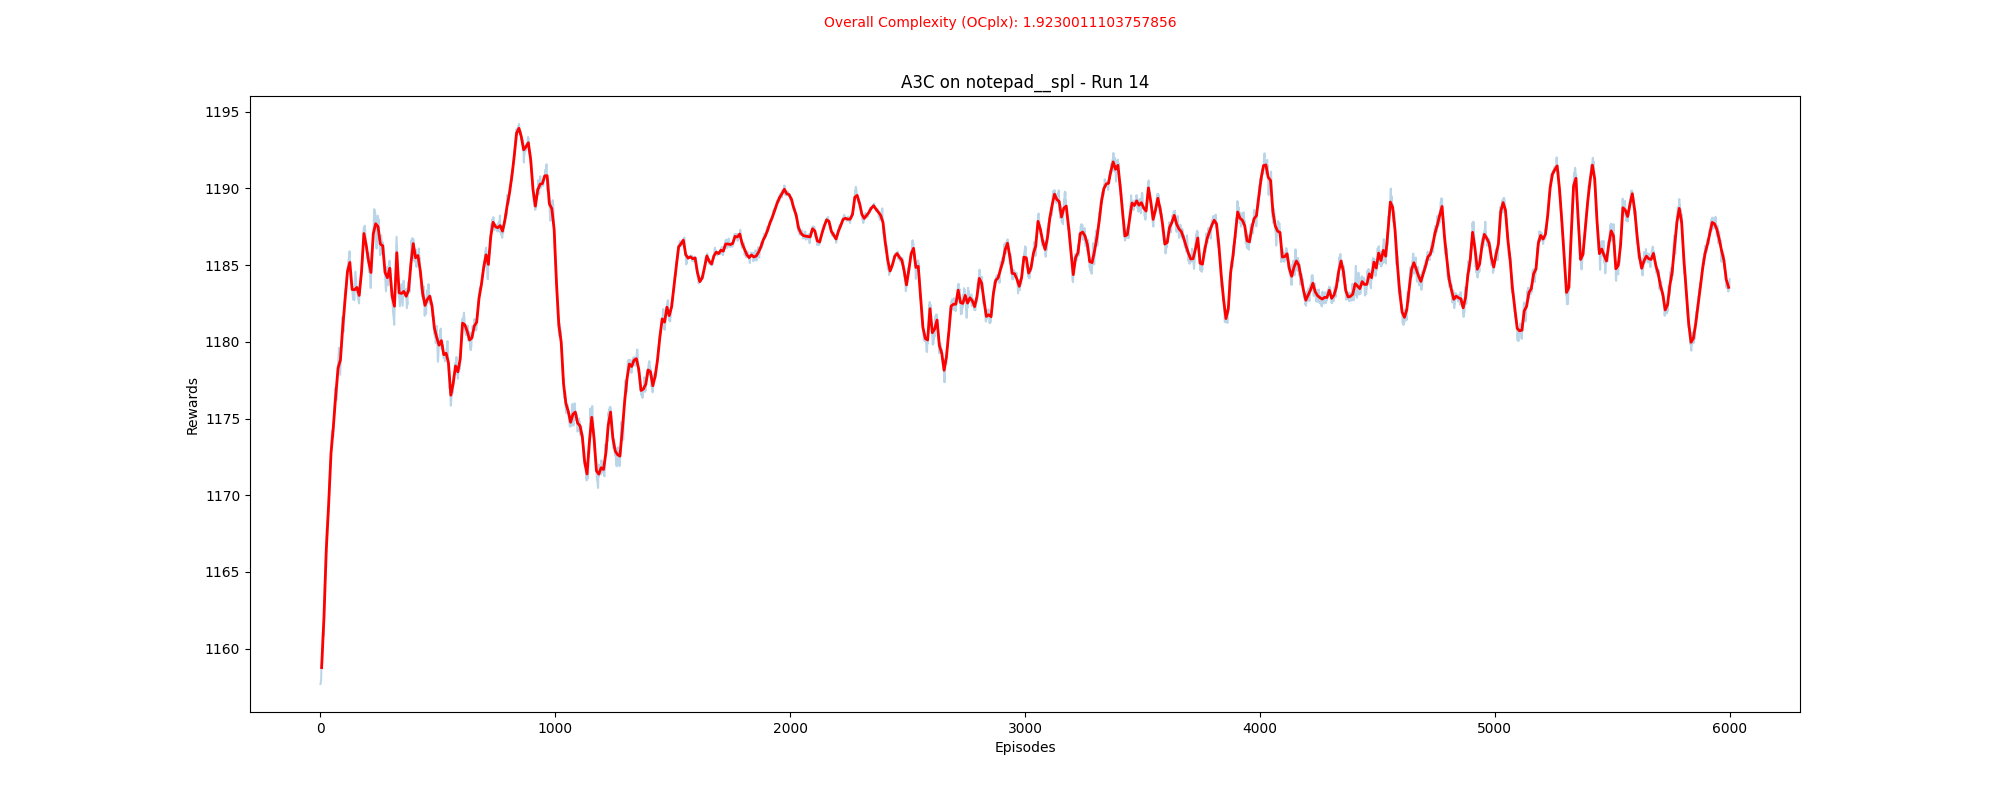 Overall Complexity (OCplx): 1.9230011103757856
A3C on notepad__spl - Run 14
1195
1190
1185
1180
1175
1170
1165
1160
Rewards
0 1000 2000 3000 4000 5000 6000
Episodes